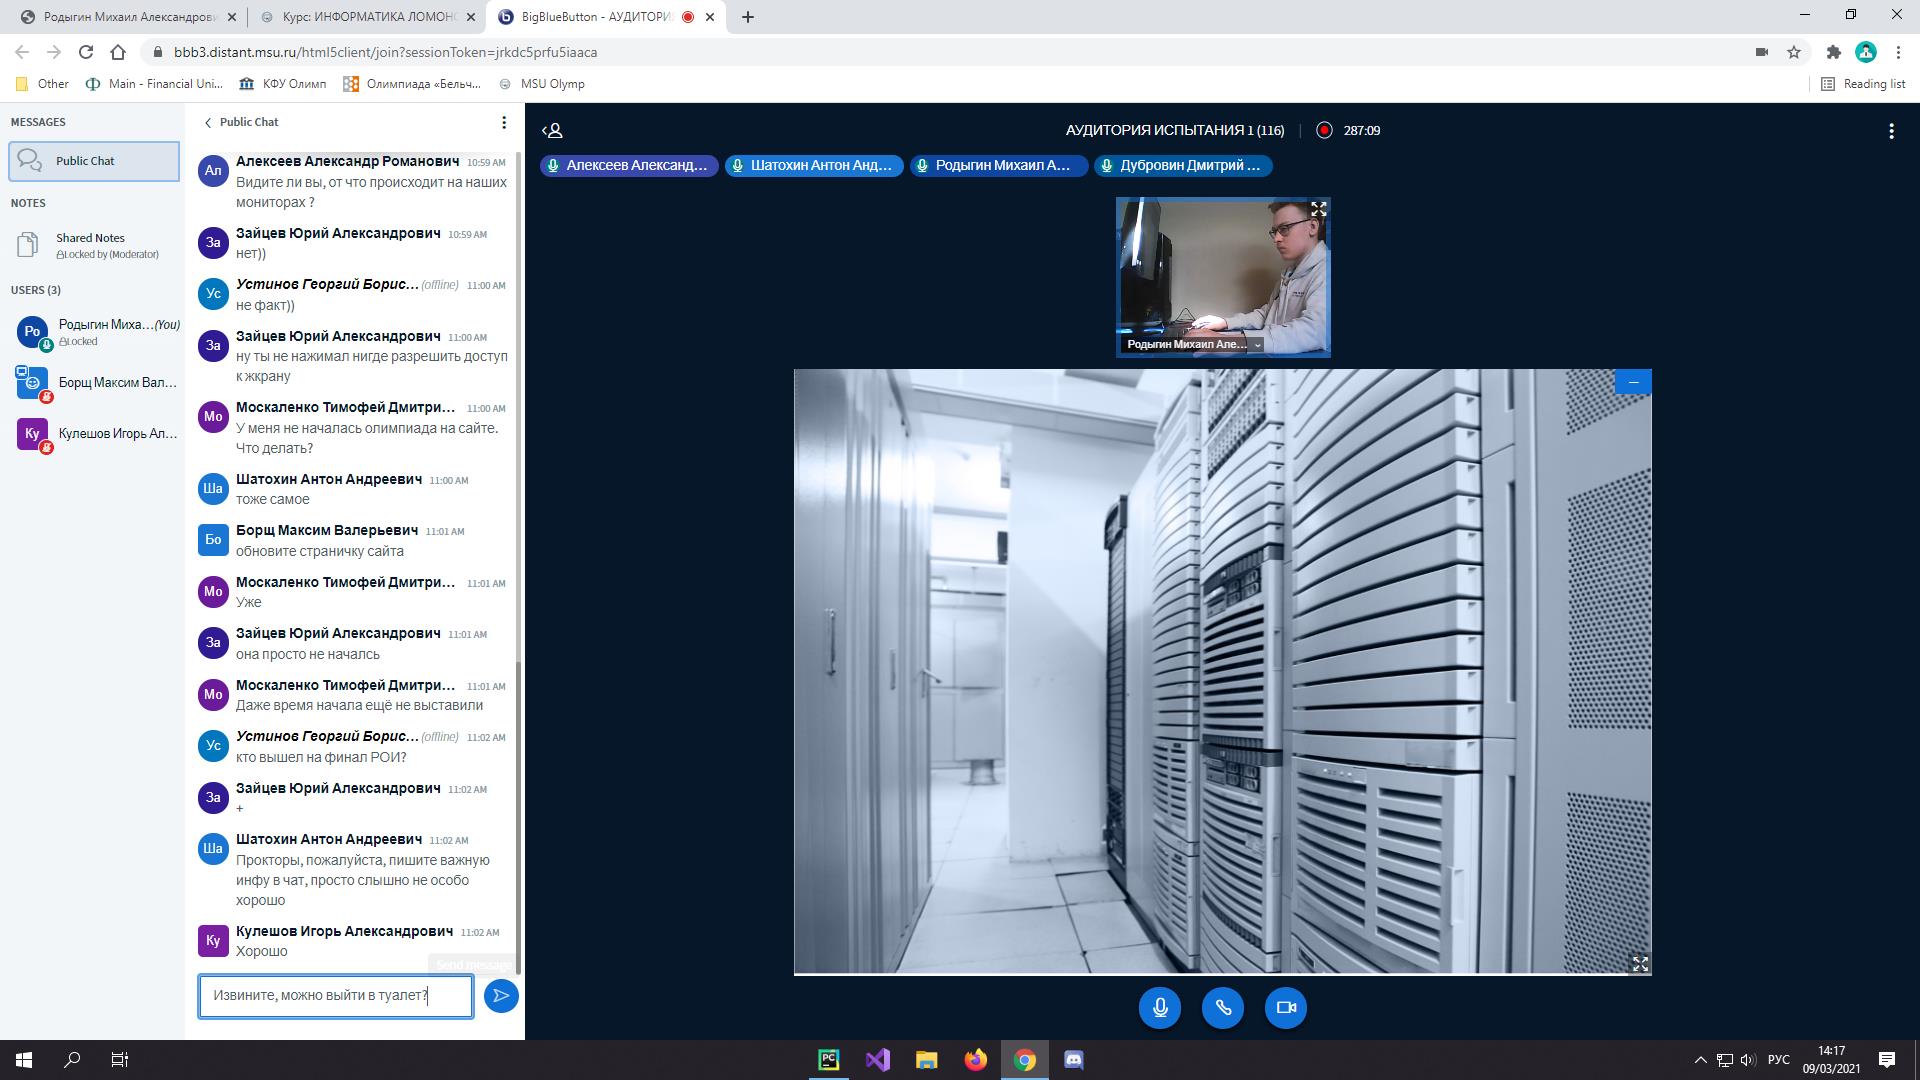 Родыгин Михаил Александрови
Курс: ИНФОРМАТИКА ЛОМОНО
BigBlueButton - АУДИТОРИ
bbb3.distant.msu.ru/html5client/join?sessionToken=jrkdc5prfu5iaaca
Other
Main - Financial Uni...
КФУ Олимп
Олимпиада «Бельч...
MSU Olymp
Reading list
MESSAGES
Public Chat
NOTES
Shared Notes
Locked by (Moderator)
USERS (3)
Ро
Родыгин Миха...(You)
Locked
Борщ Максим Вал...
Ку
Кулешов Игорь Ал...
Public Chat
Ал
Алексеев Александр Романович 10:59 AM
Видите ли вы, от что происходит на наших
мониторах ?
За
Зайцев Юрий Александрович 10:59 AM
нет))
Ус
Устинов Георгий Борис... (offline) 11:00 AM
не факт))
За
Зайцев Юрий Александрович 11:00 AM
ну ты не нажимал нигде разрешить доступ
к жкрану
Мо
Москаленко Тимофей Дмитри... 11:00 AM
У меня не началась олимпиада на сайте.
Что делать?
Ша
Шатохин Антон Андреевич 11:00 AM
тоже самое
Бо
Борщ Максим Валерьевич 11:01 AM
обновите страничку сайта
Мо
Москаленко Тимофей Дмитри... 11:01 AM
Уже
За
Зайцев Юрий Александрович 11:01 AM
она просто не началсь
Мо
Москаленко Тимофей Дмитри... 11:01 AM
Даже время начала ещё не выставили
Ус
Устинов Георгий Борис... (offline) 11:02 AM
кто вышел на финал РОИ?
За
Зайцев Юрий Александрович 11:02 AM
+
Ша
Шатохин Антон Андреевич 11:02 AM
Прокторы, пожалуйста, пишите важную
инфу в чат, просто слышно не особо
хорошо
Ку
Кулешов Игорь Александрович 11:02 AM
Хорошо
Send message
Извините, можно выйти в туалет?
АУДИТОРИЯ ИСПЫТАНИЯ 1 (116) | 287:09
Алексеев Александ...
Шатохин Антон Анд...
Родыгин Михаил А...
Дубровин Дмитрий ...
Родыгин Михаил Але...
PC
РУС
14:17
09/03/2021